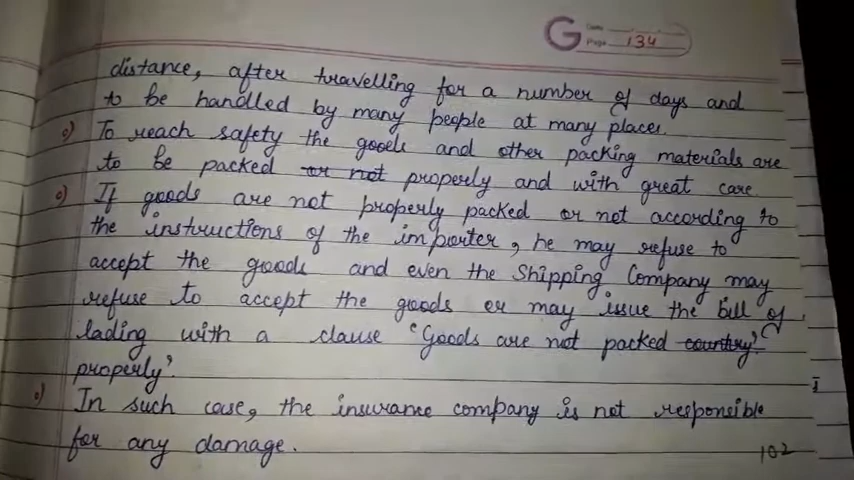 G Date
Page 134
distance, after travelling for a number of days and
to be handled by many people at many places.
To reach safety the goods and other packing materials are
to be packed or not properly and with great care
If goods are not properly packed or not according to
the instructions of the importer, he may refuse to
accept the goods and even the Shipping Company may
refuse to accept the goods or may issue the bill of
lading with a clause 'Goods are not packed country'
properly'.
In such case, the insurance company is not responsible
for any damage.
102